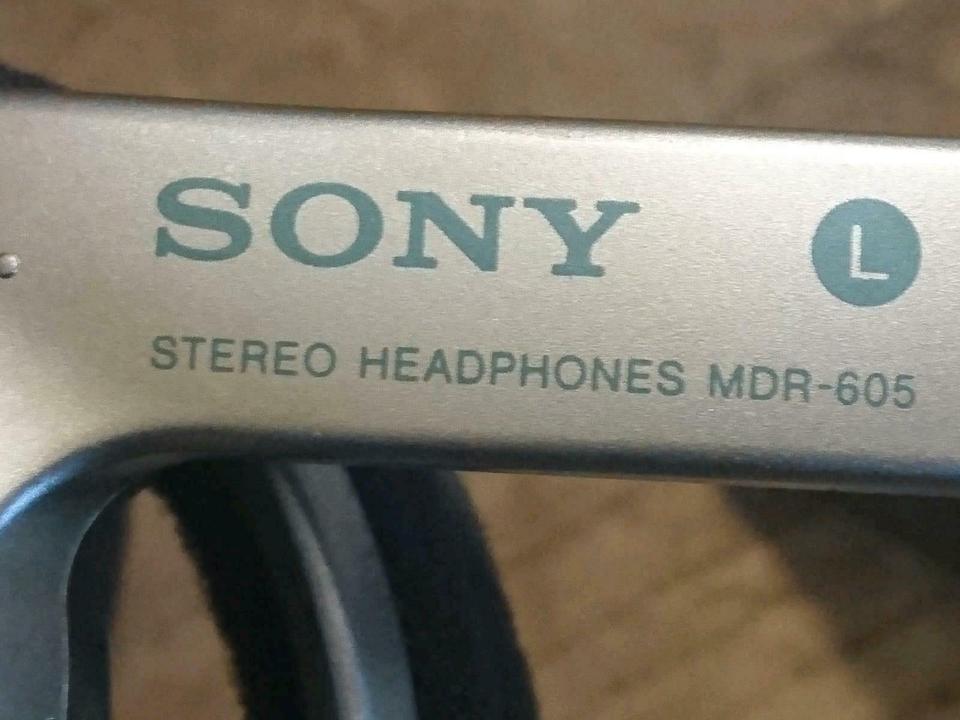 SONY L
STEREO HEADPHONES MDR-605